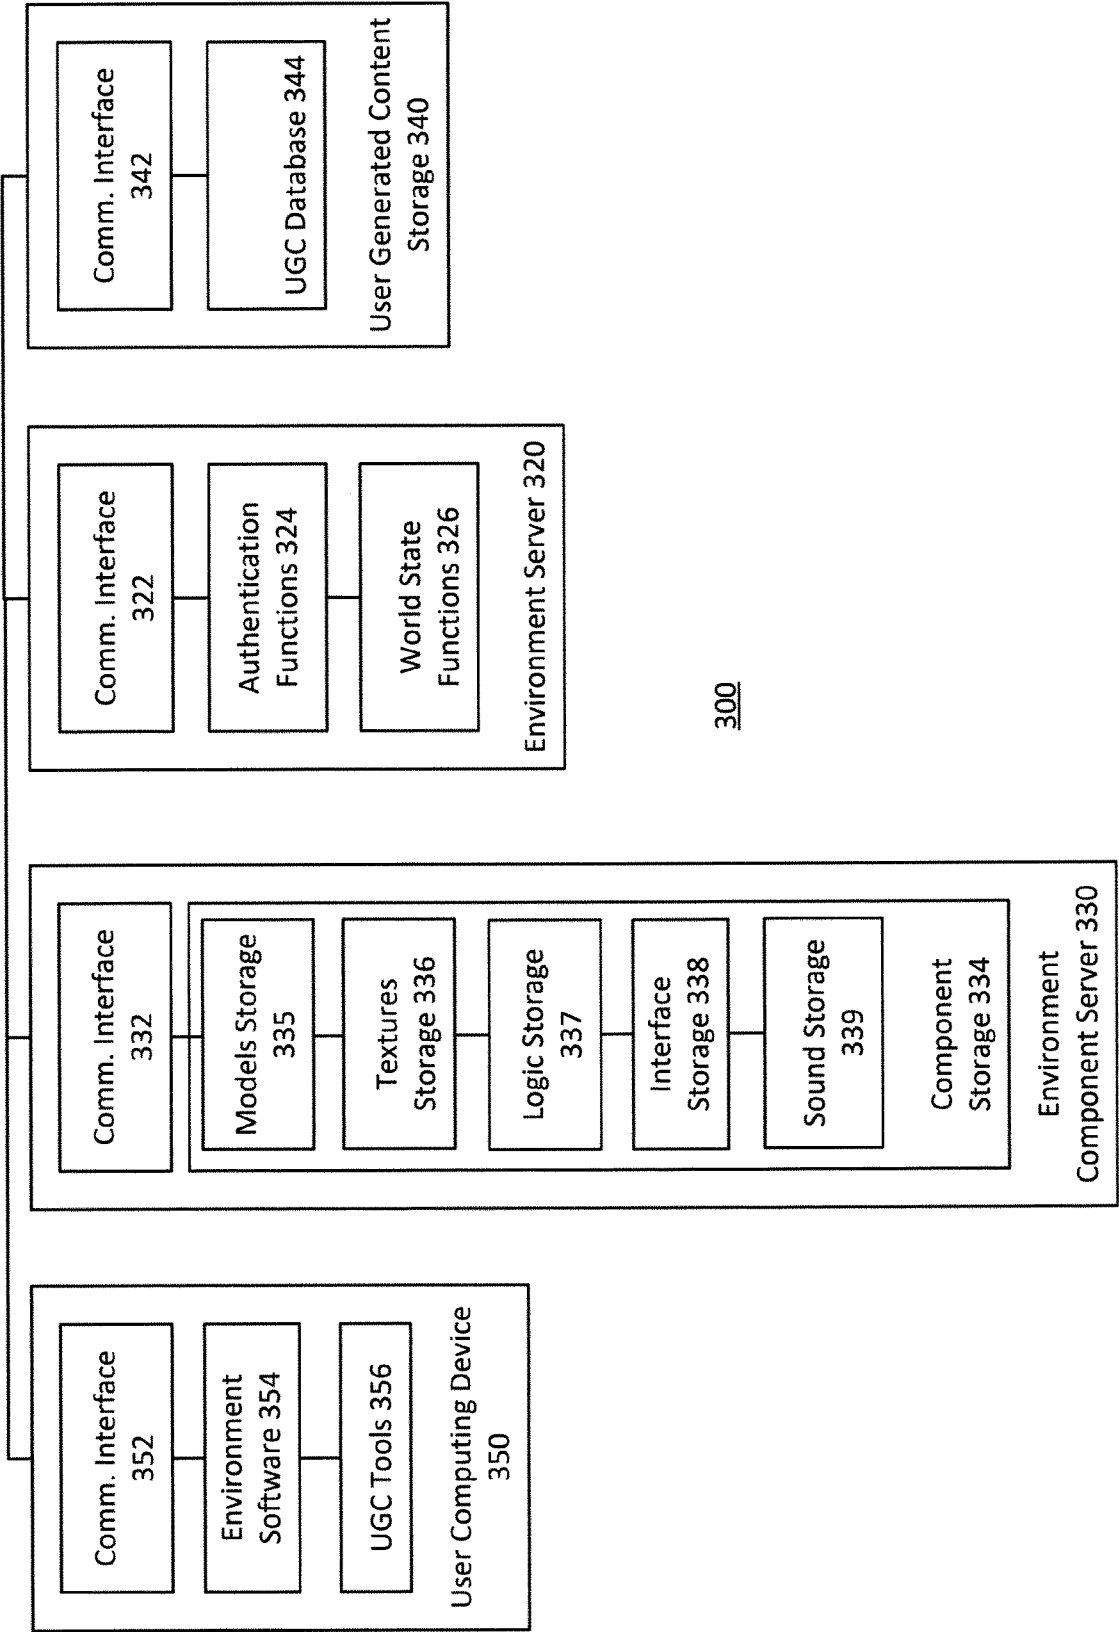 Comm. Interface
352
Environment
Software 354
UGC Tools 356
User Computing Device
350
Comm. Interface
332
Models Storage
335
Textures
Storage 336
Logic Storage
337
Interface
Storage 338
Sound Storage
339
Component
Storage 334
Environment
Component Server 330
Comm. Interface
322
Authentication
Functions 324
World State
Functions 326
Environment Server 320
300
Comm. Interface
342
UGC Database 344
User Generated Content
Storage 340